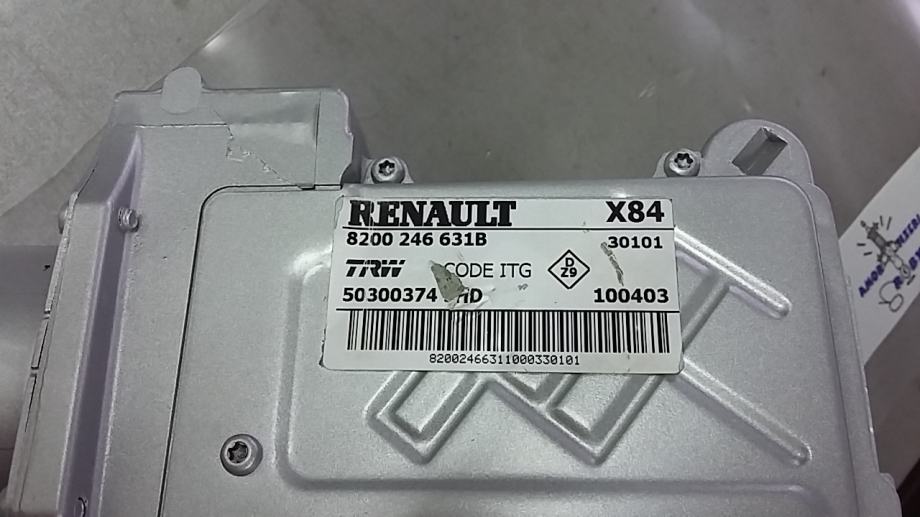 RENAULT X84
8200 246 631B 30101
TRW CODE ITG D Z9
50300374 HD 100403
82002466311000330101